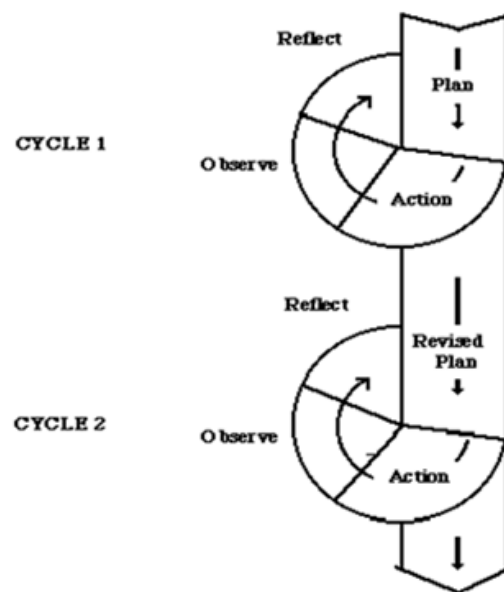 Reflect
Plan
CYCLE 1
Observe
Action
Reflect
Revised
Plan
CYCLE 2
Observe
Action